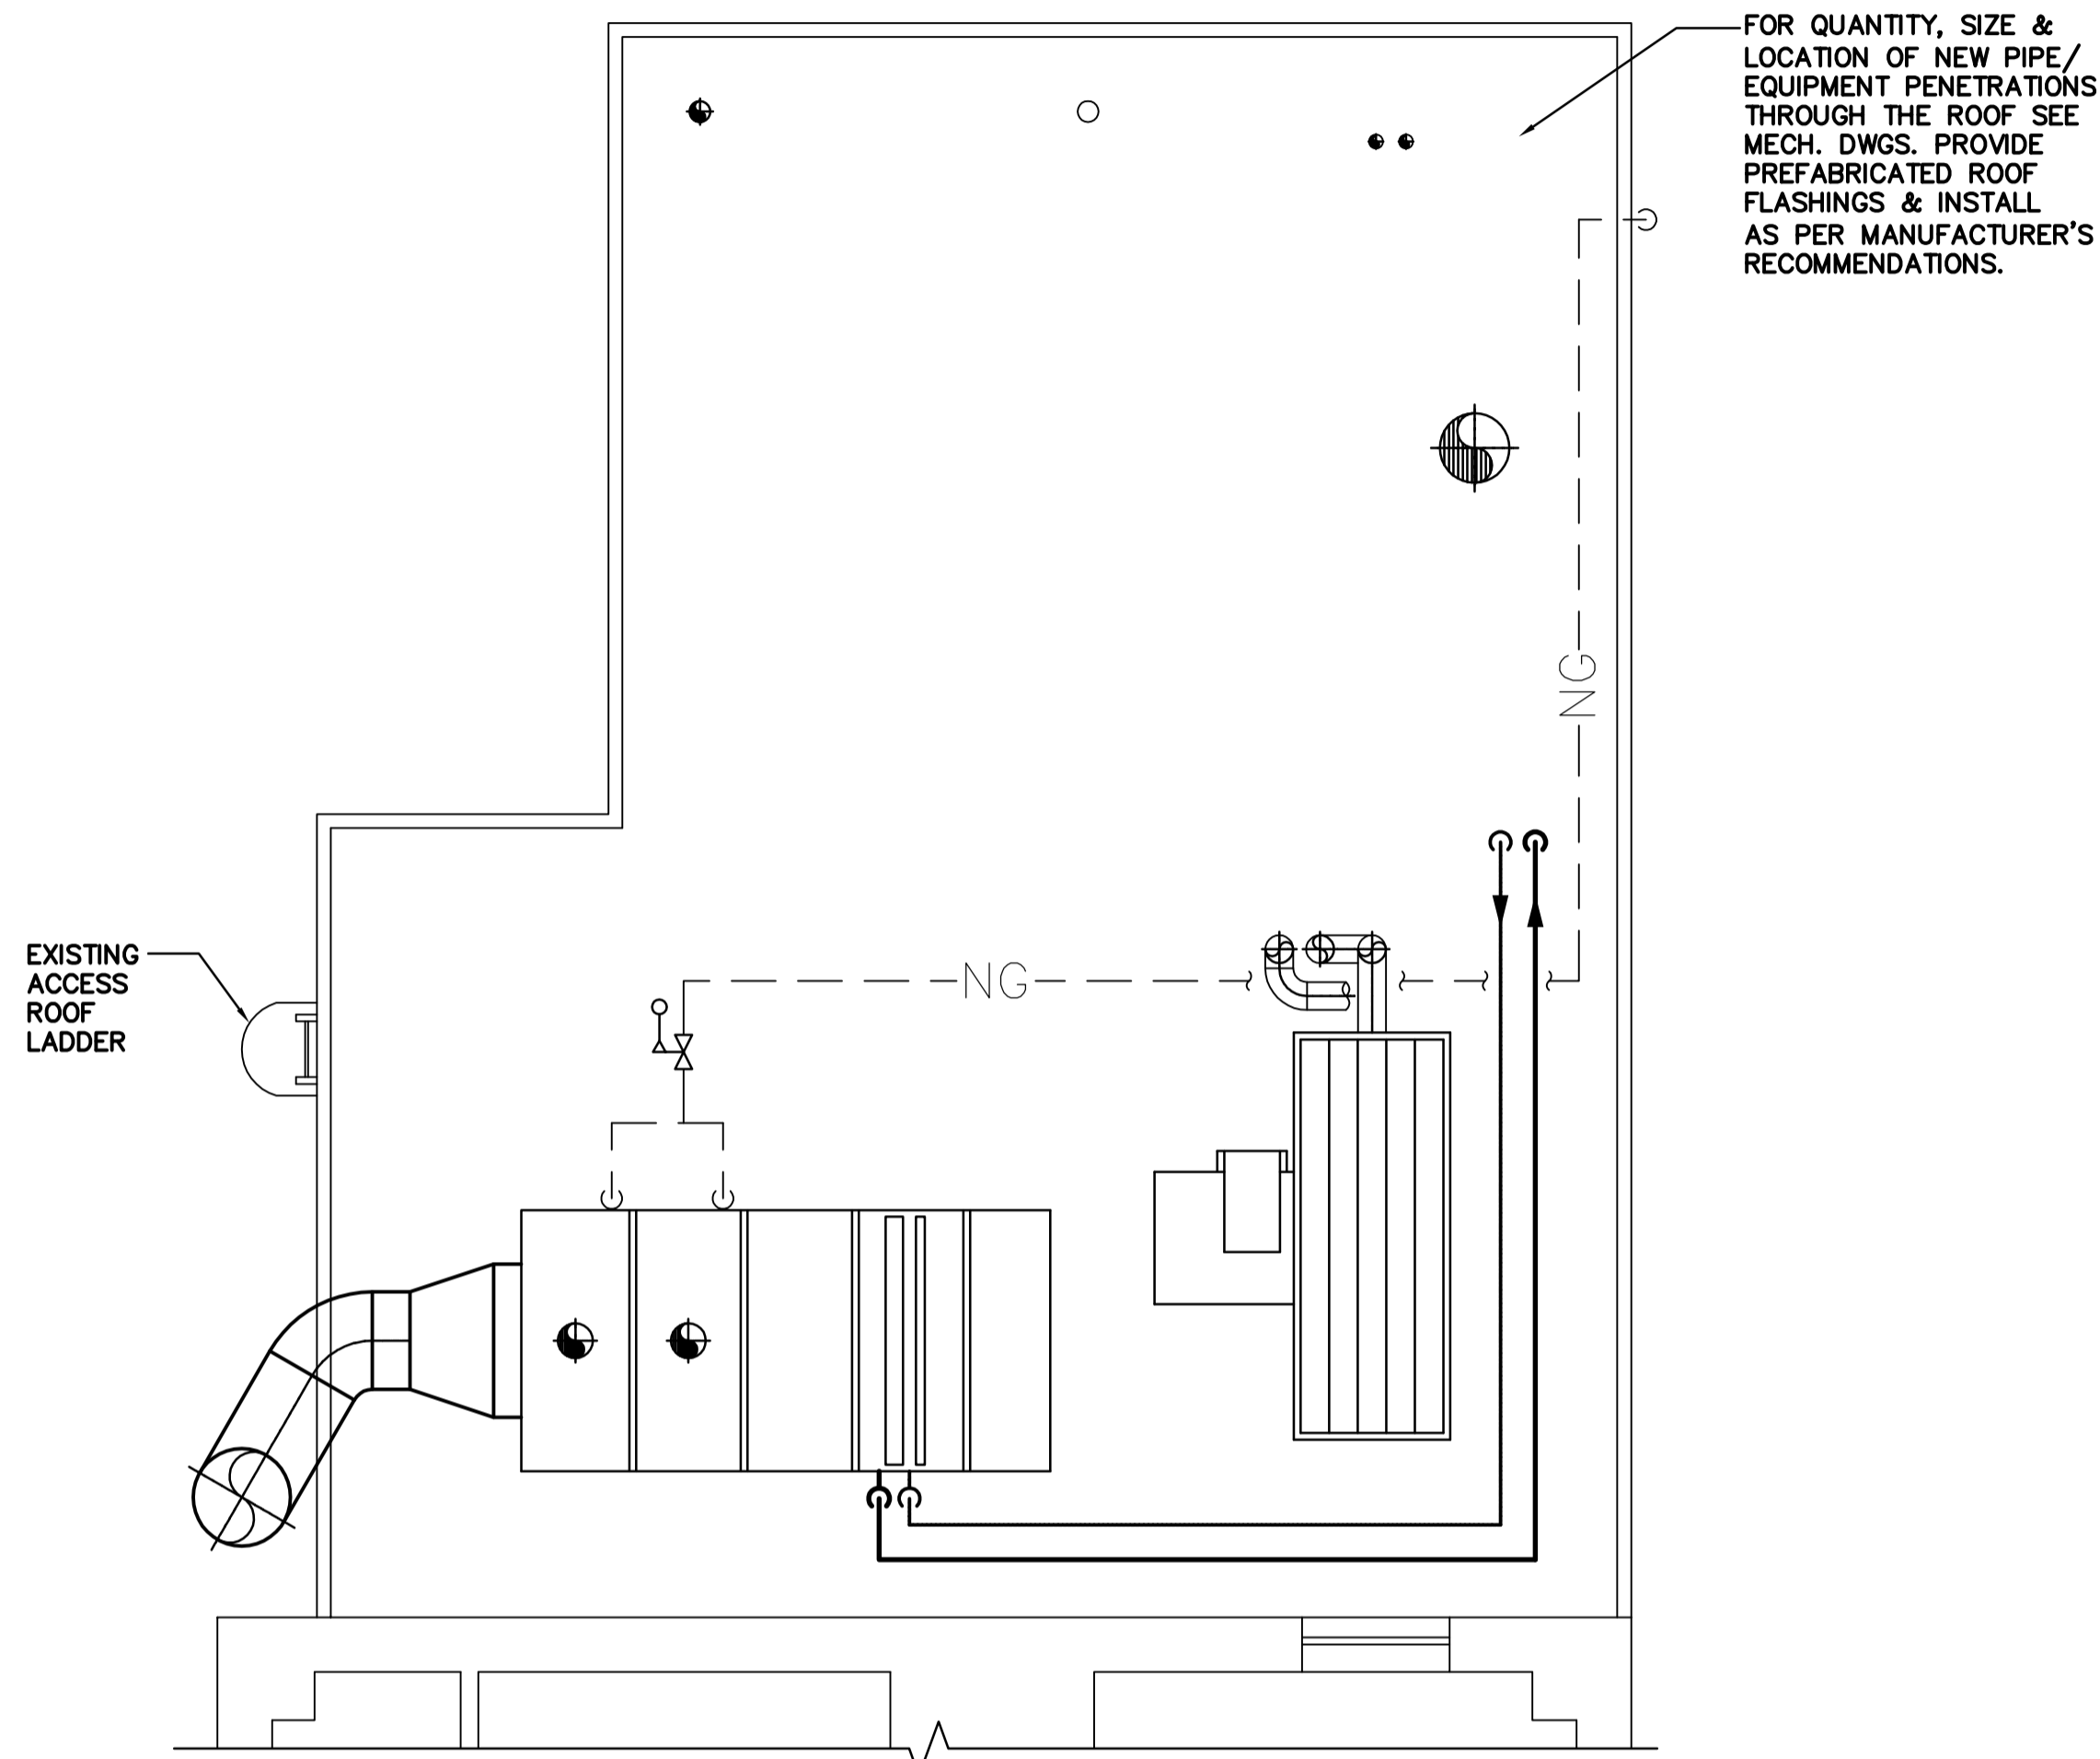 FOR QUANTITY, SIZE &
LOCATION OF NEW PIPE/
EQUIPMENT PENETRATIONS
THROUGH THE ROOF SEE
MECH. DWGS. PROVIDE
PREFABRICATED ROOF
FLASHINGS & INSTALL
AS PER MANUFACTURER'S
RECOMMENDATIONS.
NG
EXISTING
ACCESS
ROOF
LADDER
NG